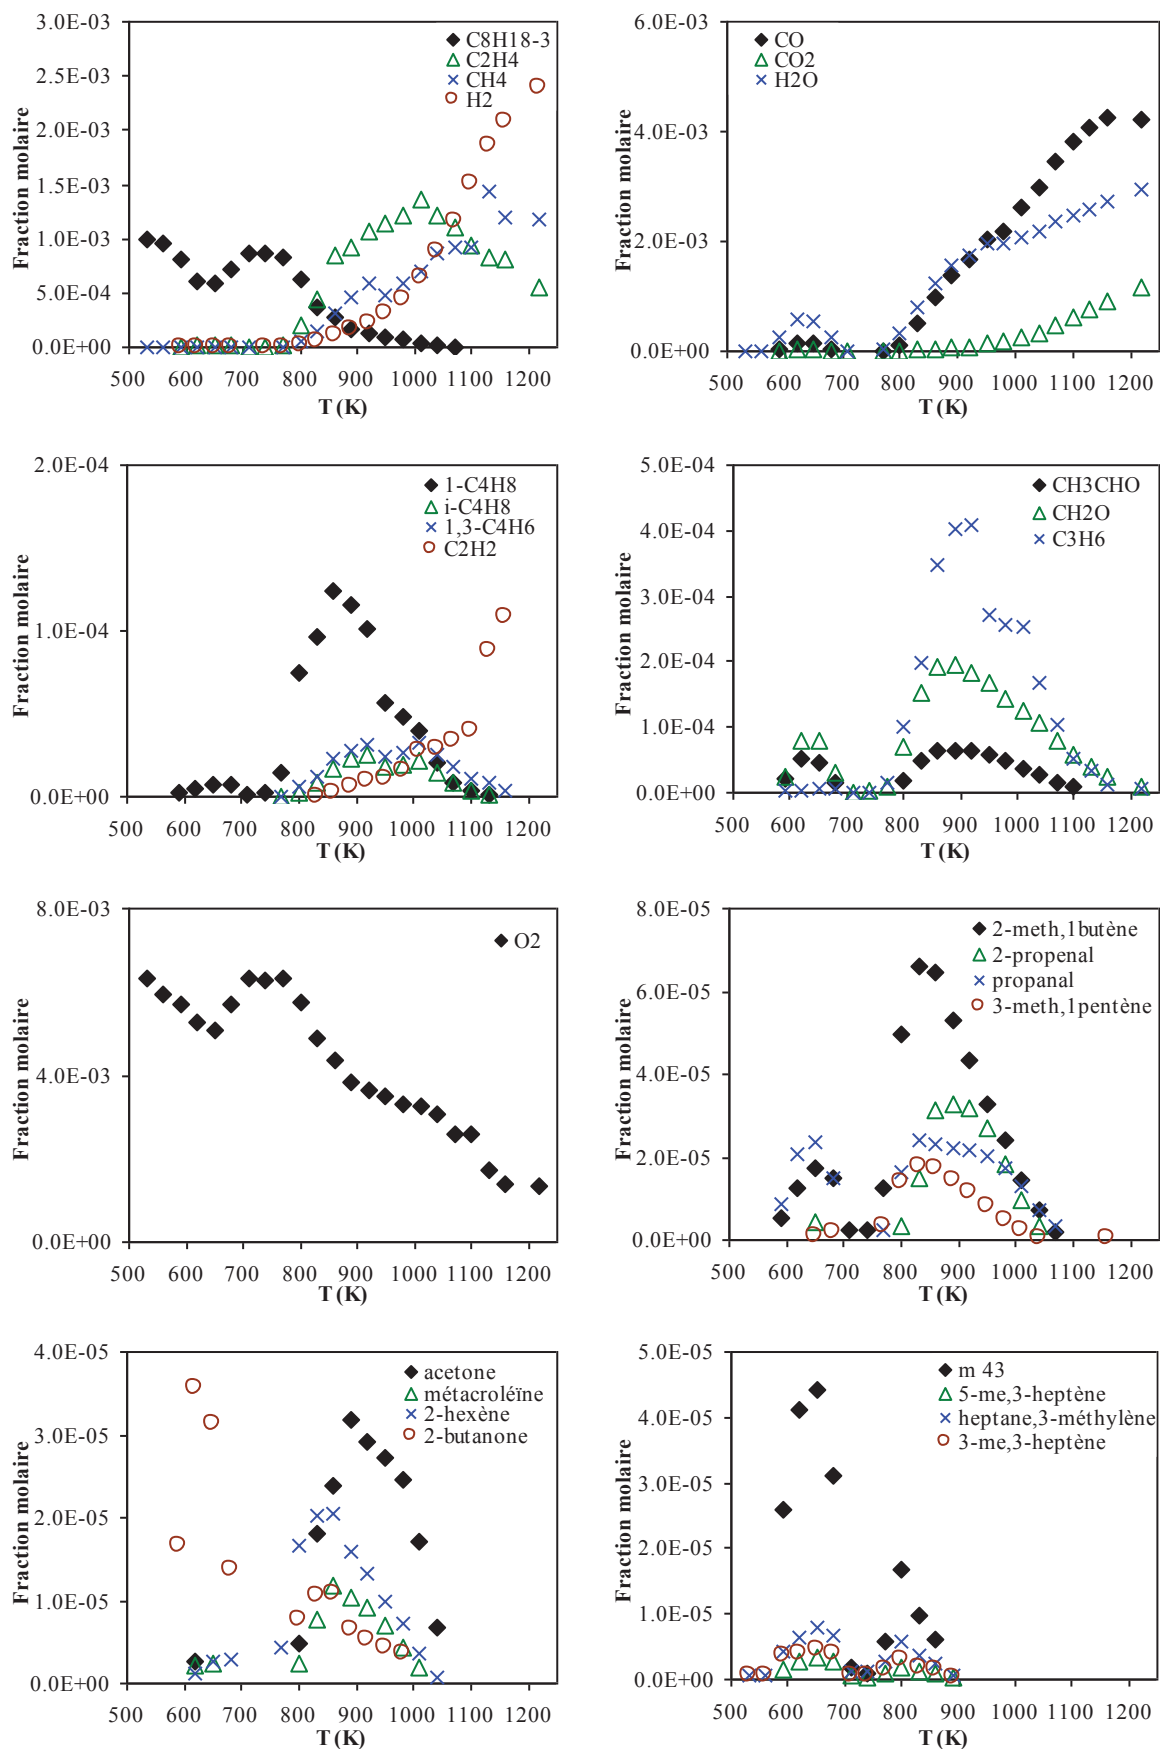 3.0E-03
2.5E-03
2.0E-03
1.5E-03
1.0E-03
5.0E-04
0.0E+00
Fraction molaire
C8H18-3
C2H4
CH4
H2
500 600 700 800 900 1000 1100 1200
T (K)
6.0E-03
4.0E-03
2.0E-03
0.0E+00
Fraction molaire
CO
CO2
H2O
500 600 700 800 900 1000 1100 1200
T (K)
2.0E-04
1.0E-04
0.0E+00
Fraction molaire
1-C4H8
i-C4H8
1,3-C4H6
C2H2
500 600 700 800 900 1000 1100 1200
T (K)
5.0E-04
4.0E-04
3.0E-04
2.0E-04
1.0E-04
0.0E+00
Fraction molaire
CH3CHO
CH2O
C3H6
500 600 700 800 900 1000 1100 1200
T (K)
8.0E-03
4.0E-03
0.0E+00
Fraction molaire
O2
500 600 700 800 900 1000 1100 1200
T (K)
8.0E-05
6.0E-05
4.0E-05
2.0E-05
0.0E+00
Fraction molaire
2-meth,1butène
2-propenal
propanal
3-meth,1pentène
500 600 700 800 900 1000 1100 1200
T (K)
4.0E-05
3.0E-05
2.0E-05
1.0E-05
0.0E+00
Fraction molaire
acetone
métacroléïne
2-hexène
2-butanone
500 600 700 800 900 1000 1100 1200
T (K)
5.0E-05
4.0E-05
3.0E-05
2.0E-05
1.0E-05
0.0E+00
Fraction molaire
m 43
5-me,3-heptène
heptane,3-méthylène
3-me,3-heptène
500 600 700 800 900 1000 1100 1200
T (K)